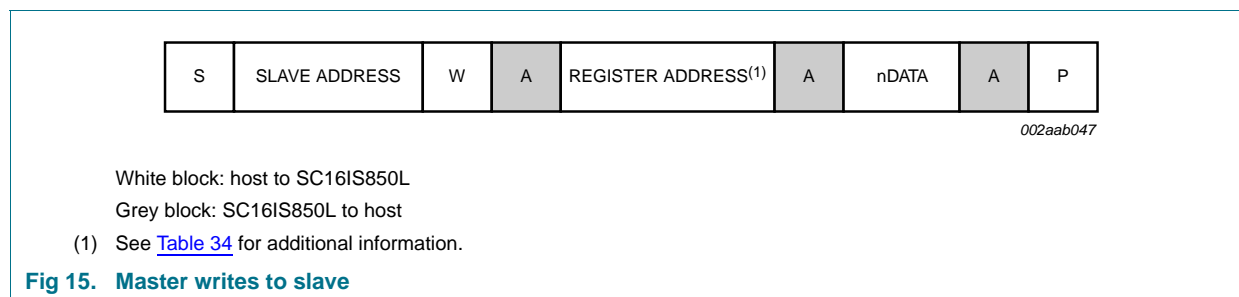 S SLAVE ADDRESS W A REGISTER ADDRESS(1) A nDATA A P
002aab047
White block: host to SC16IS850L
Grey block: SC16IS850L to host
(1) See Table 34 for additional information.
Fig 15. Master writes to slave